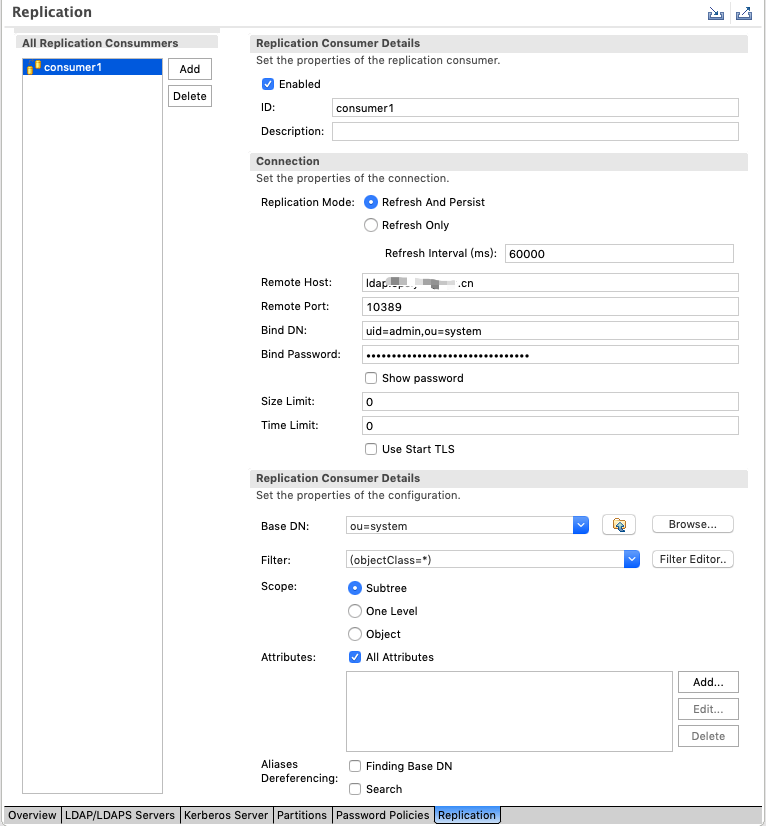 Replication
All Replication Consummers
consumer1
Add
Delete
Replication Consumer Details
Set the properties of the replication consumer.
Enabled
ID: consumer1
Description:
Connection
Set the properties of the connection.
Replication Mode: Refresh And Persist
Refresh Only
Refresh Interval (ms): 60000
Remote Host: ldap .cn
Remote Port: 10389
Bind DN: uid=admin,ou=system
Bind Password: ••••••••••••••••••••••••••••••••
Show password
Size Limit: 0
Time Limit: 0
Use Start TLS
Replication Consumer Details
Set the properties of the configuration.
Base DN: ou=system Browse...
Filter: (objectClass=*) Filter Editor..
Scope: Subtree
One Level
Object
Attributes: All Attributes
Add...
Edit...
Delete
Aliases
Dereferencing:
Finding Base DN
Search
Overview LDAP/LDAPS Servers Kerberos Server Partitions Password Policies Replication